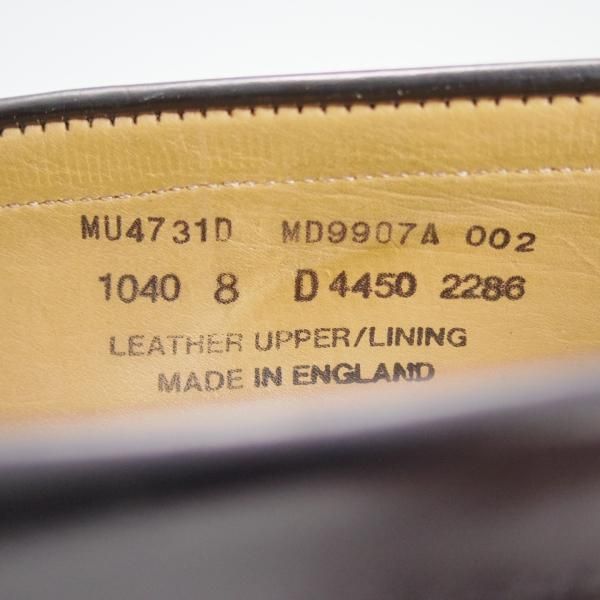 MU4731D MD9907A 002
1040 8 D 4450 2286
LEATHER UPPER/LINING
MADE IN ENGLAND